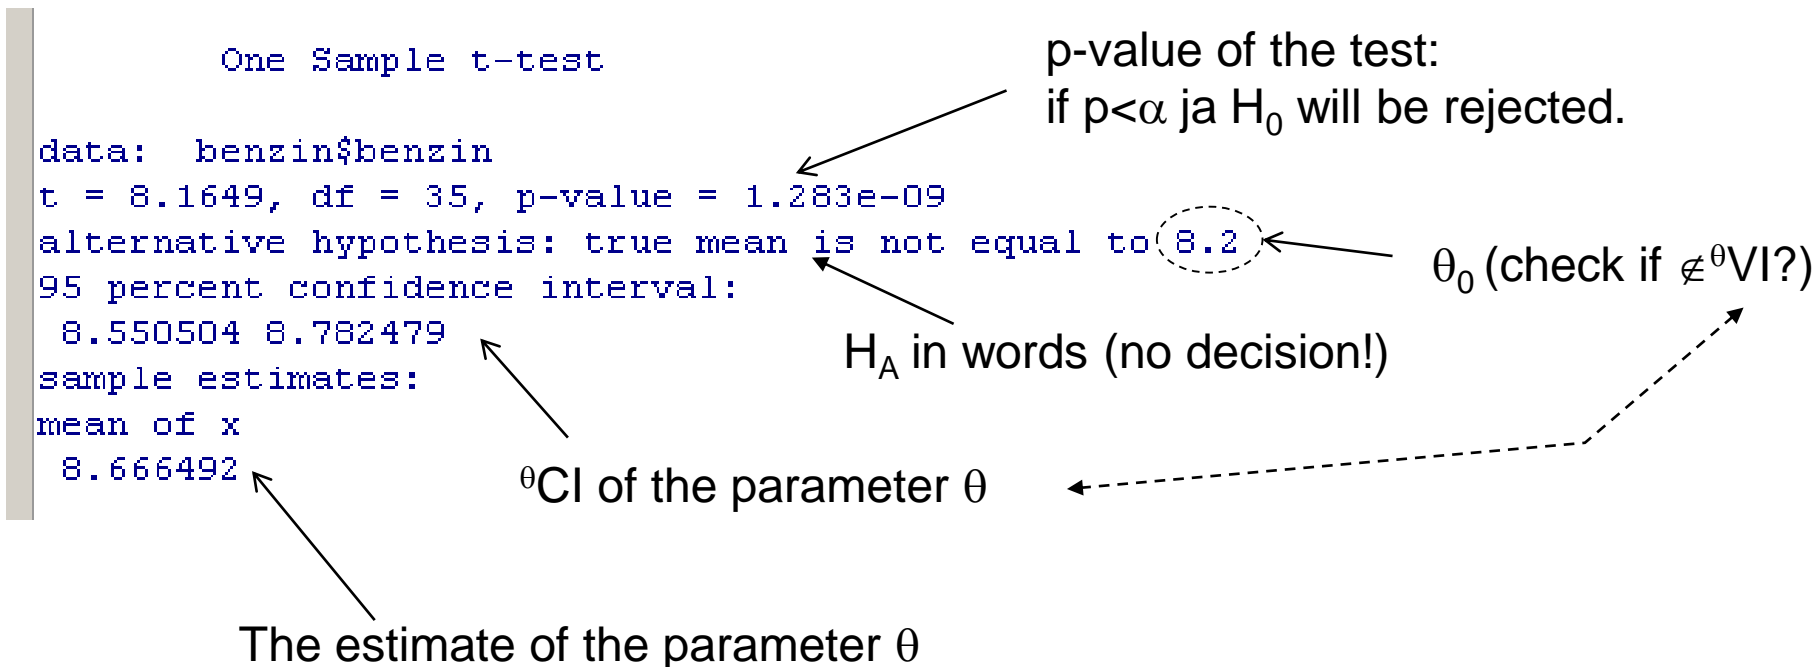 One Sample t-test
data: benzin$benzin
t = 8.1649, df = 35, p-value = 1.283e-09
alternative hypothesis: true mean is not equal to 8.2
95 percent confidence interval:
8.550504 8.782479
sample estimates:
mean of x
8.666492
p-value of the test:
if p<α ja H₀ will be rejected.
θ₀ (check if ∉ᶿVI?)
H_A in words (no decision!)
ᶿCI of the parameter θ
The estimate of the parameter θ